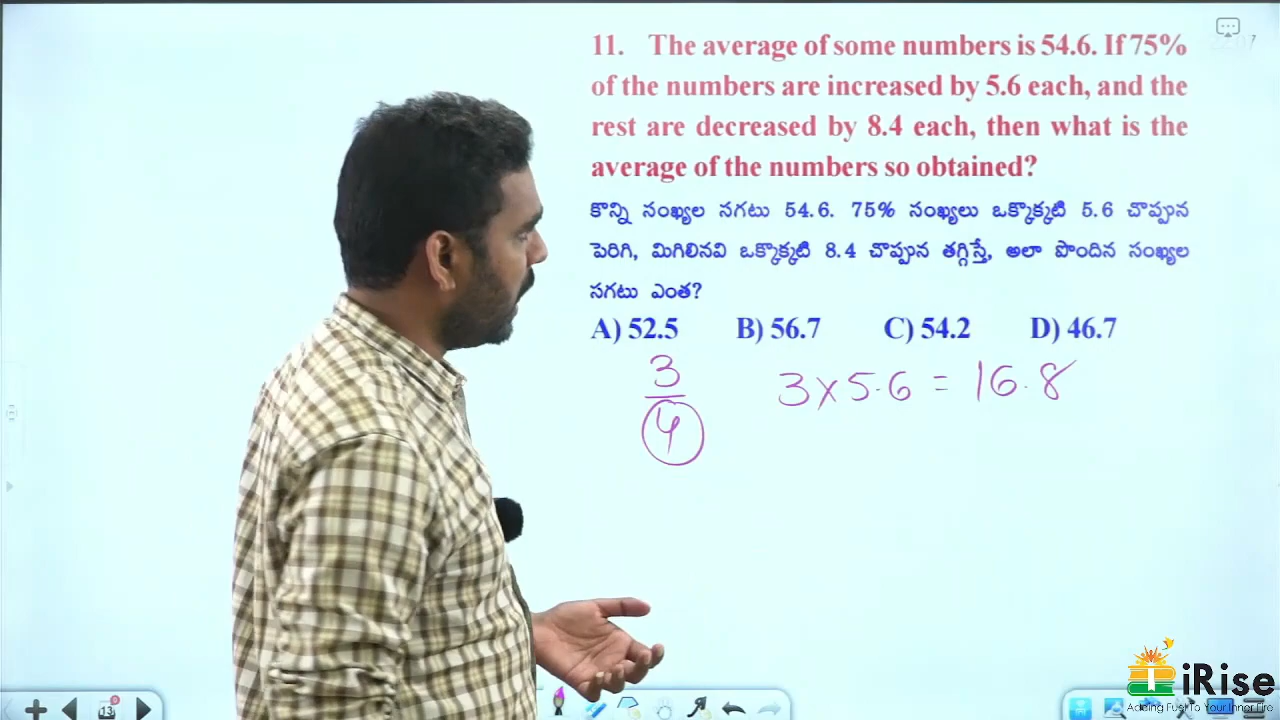 11. The average of some numbers is 54.6. If 75%
of the numbers are increased by 5.6 each, and the
rest are decreased by 8.4 each, then what is the
average of the numbers so obtained?
కొన్ని సంఖ్యల సగటు 54.6. 75% సంఖ్యలు ఒక్కొక్కటి 5.6 చొప్పున
పెరిగి, మిగిలినవి ఒక్కొక్కటి 8.4 చొప్పున తగ్గిస్తే, అలా పొందిన సంఖ్యల
సగటు ఎంత?
A) 52.5 B) 56.7 C) 54.2 D) 46.7
3/4 3×5.6 = 16.8
13
iRise
Adding Fuel To Your Inner Fire